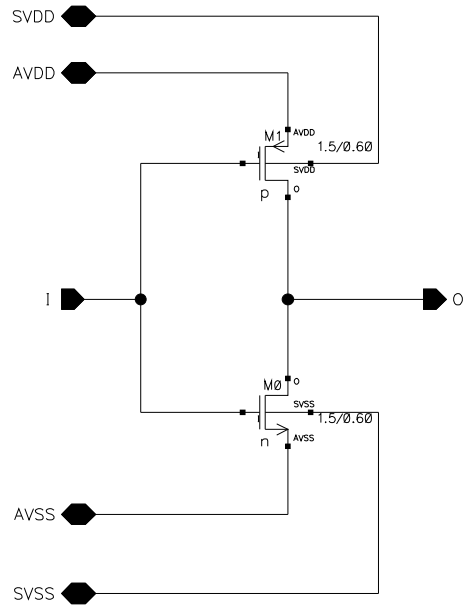 SVDD
AVDD
M1
AVDD
1.5/0.60
SVDD
p
O
I
O
M0
O
SVSS
1.5/0.60
n
AVSS
AVSS
SVSS